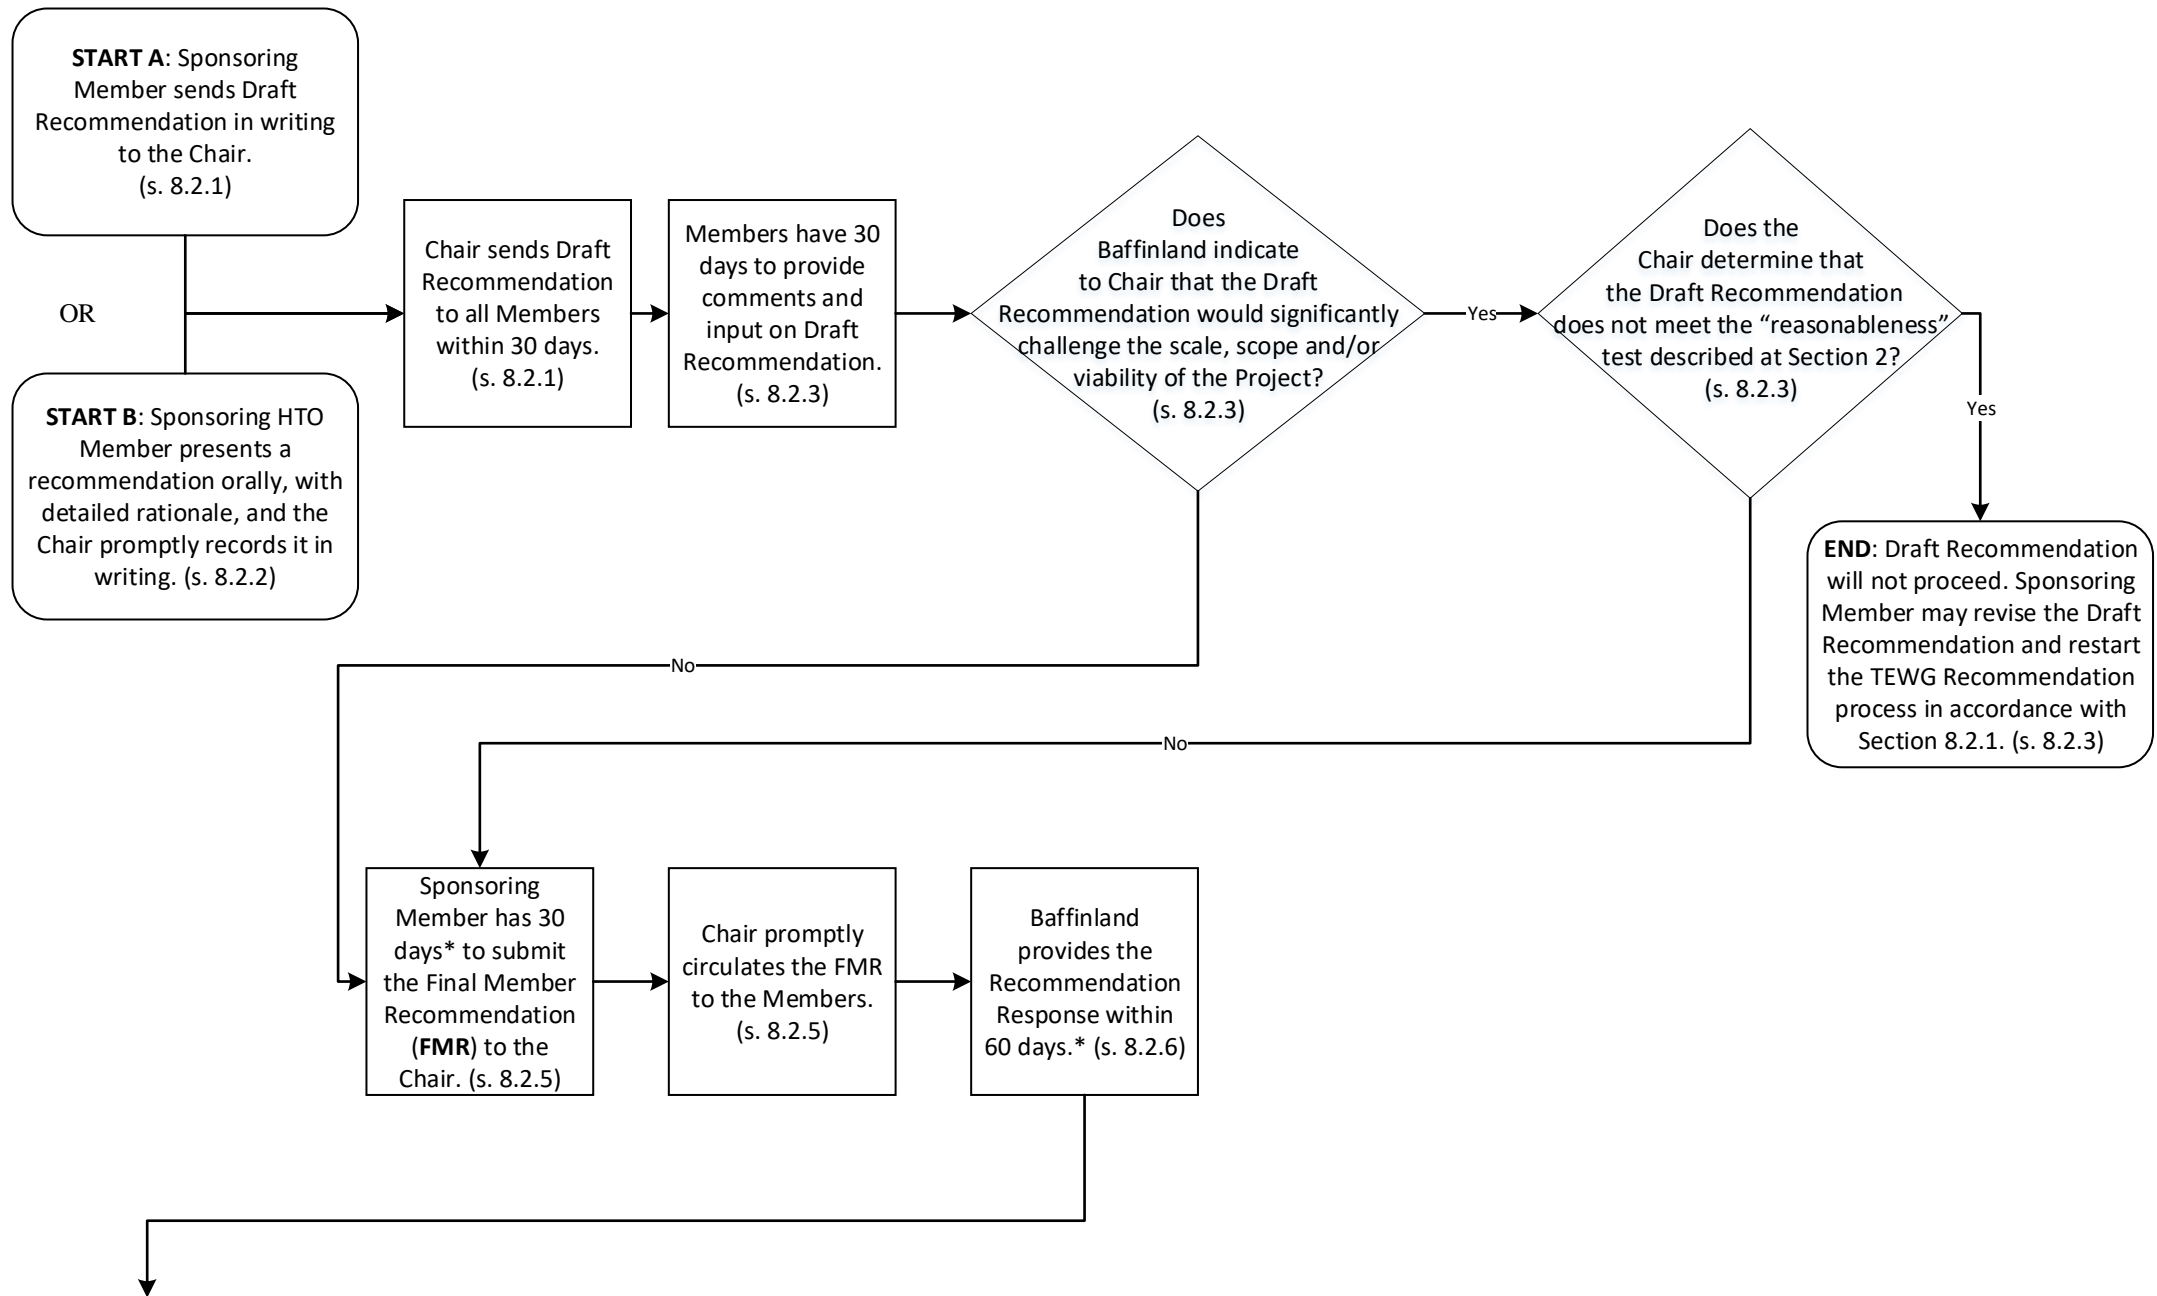 START A: Sponsoring
Member sends Draft
Recommendation in writing
to the Chair.
(s. 8.2.1)
OR
START B: Sponsoring HTO
Member presents a
recommendation orally, with
detailed rationale, and the
Chair promptly records it in
writing. (s. 8.2.2)
Chair sends Draft
Recommendation
to all Members
within 30 days.
(s. 8.2.1)
Members have 30
days to provide
comments and
input on Draft
Recommendation.
(s. 8.2.3)
Does
Baffinland indicate
to Chair that the Draft
Recommendation would significantly
challenge the scale, scope and/or
viability of the Project?
(s. 8.2.3)
Yes
Does the
Chair determine that
the Draft Recommendation
does not meet the “reasonableness”
test described at Section 2?
(s. 8.2.3)
Yes
END: Draft Recommendation
will not proceed. Sponsoring
Member may revise the Draft
Recommendation and restart
the TEWG Recommendation
process in accordance with
Section 8.2.1. (s. 8.2.3)
No
No
Sponsoring
Member has 30
days* to submit
the Final Member
Recommendation
(FMR) to the
Chair. (s. 8.2.5)
Chair promptly
circulates the FMR
to the Members.
(s. 8.2.5)
Baffinland
provides the
Recommendation
Response within
60 days.* (s. 8.2.6)